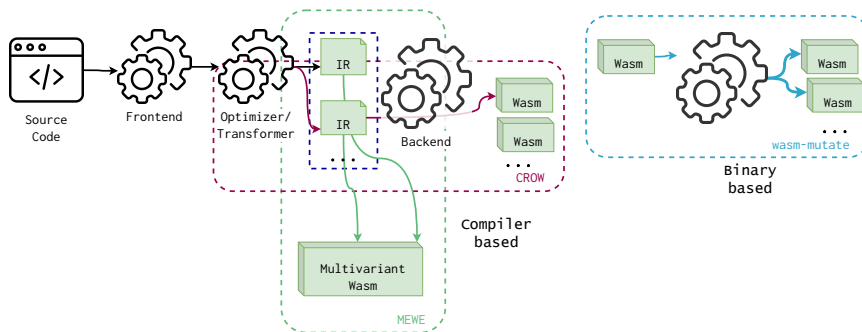 Source
Code
Frontend
Optimizer/
Transformer
IR
IR
...
Backend
Wasm
Wasm
...
CROW
Compiler
based
Multivariant
Wasm
MEWE
Wasm
Wasm
Wasm
...
wasm-mutate
Binary
based